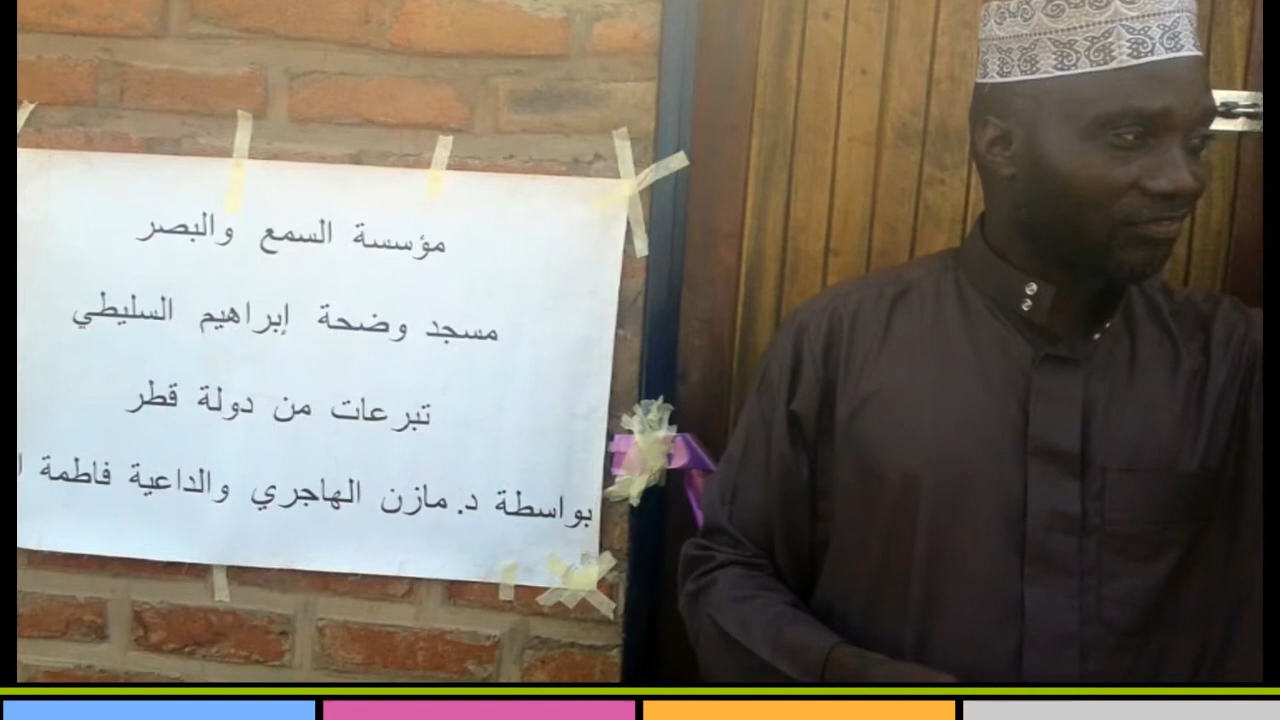 مؤسسة السمع والبصر
مسجد وضحة إبراهيم السليطي
تبرعات من دولة قطر
بواسطة د. مازن الهاجري والداعية فاطمة